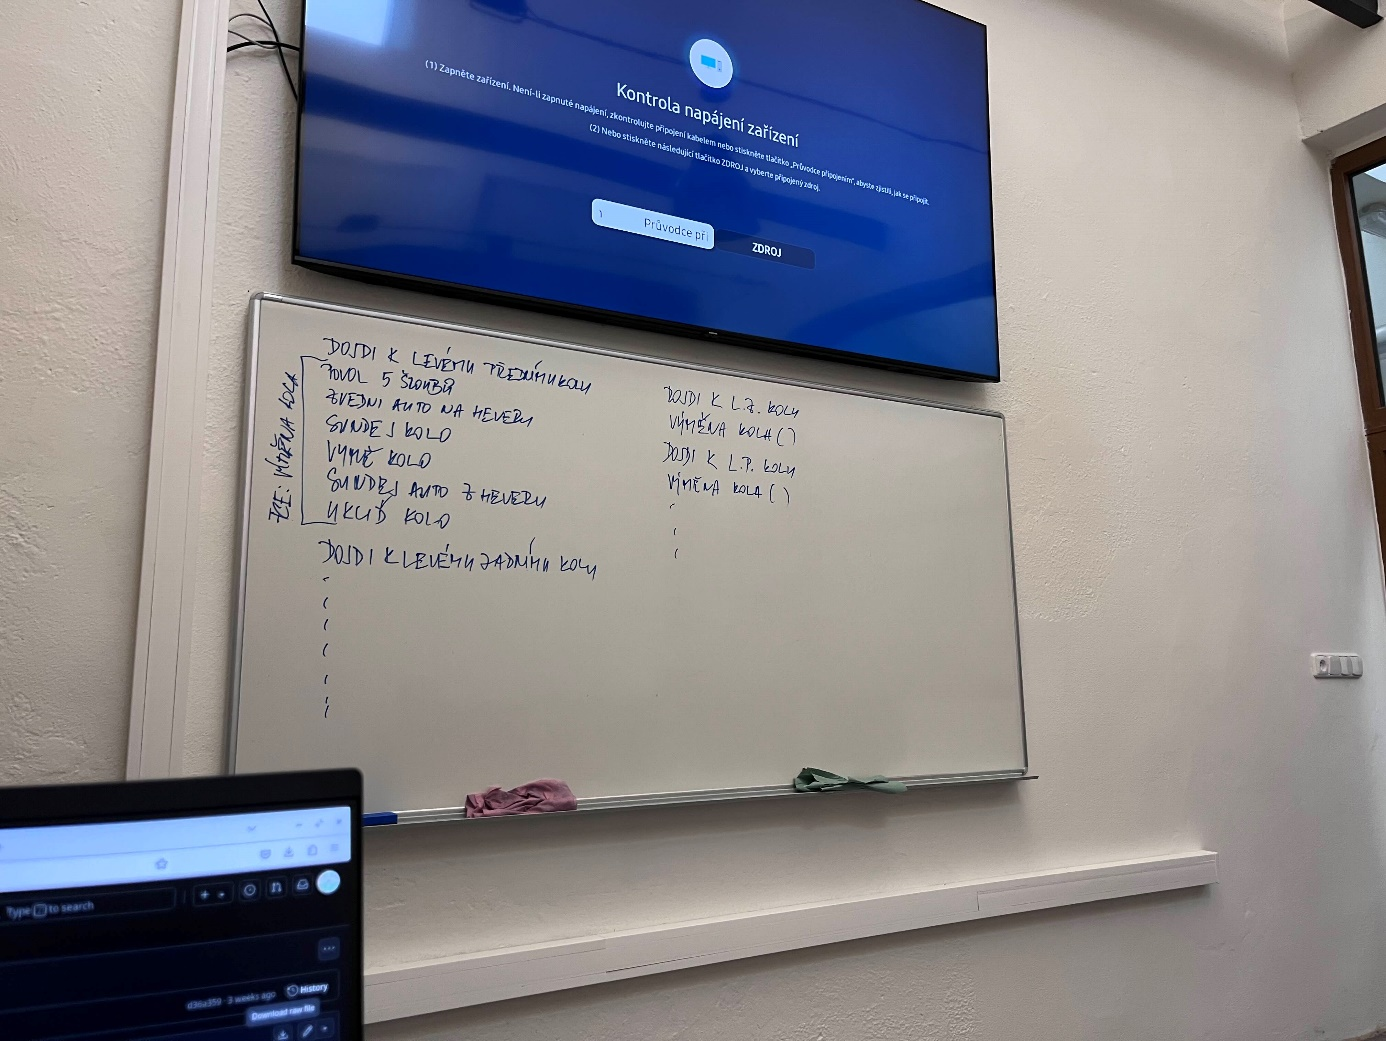 Kontrola napájení zařízení
(1) Zapněte zařízení. Není-li zapnuté napájení, zkontrolujte připojení kabelem nebo stiskněte tlačítko „Průvodce připojením", abyste zjistili, jak se připojit.
(2) Nebo stiskněte následující tlačítko ZDROJ a vyberte připojený zdroj.
Průvodce při
ZDROJ
DOJDI K LEVÉMU PŘEDNÍMU KOLU
POVOL 5 ŠROUBŮ
ZVEDNI AUTO NA HEVERU
SUNDEJ KOLO
VYMĚŇ KOLO
SUNDEJ AUTO Z HEVERU
UKLIĎ KOLO
FCE: VÝMĚNA KOLA
DOJDI K LEVÉMU ZADNÍMU KOLU
DOJDI K L.Z. KOLU
VÝMĚNA KOLA ()
DOJDI K L.P. KOLU
VÝMĚNA KOLA ()
Type / to search
d36a359 · 3 weeks ago
History
Download raw file